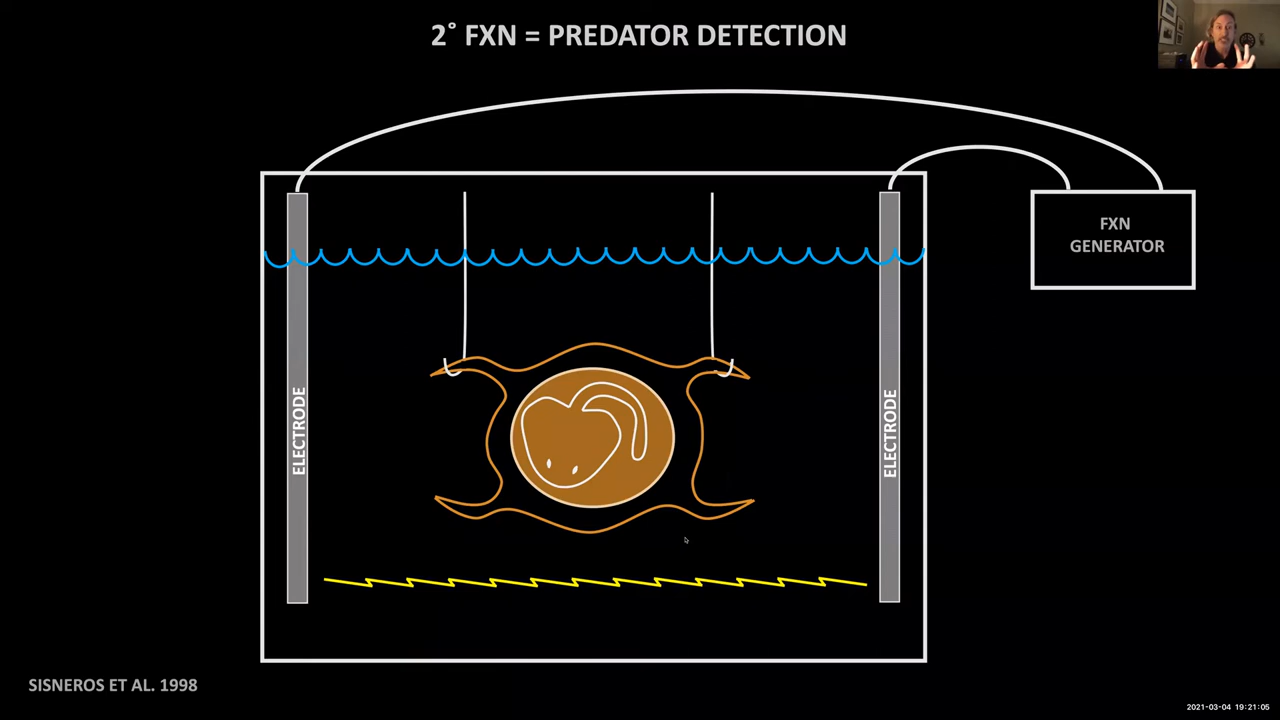 2˚ FXN = PREDATOR DETECTION
FXN
GENERATOR
ELECTRODE
ELECTRODE
SISNEROS ET AL. 1998
2021-03-04 19:21:05